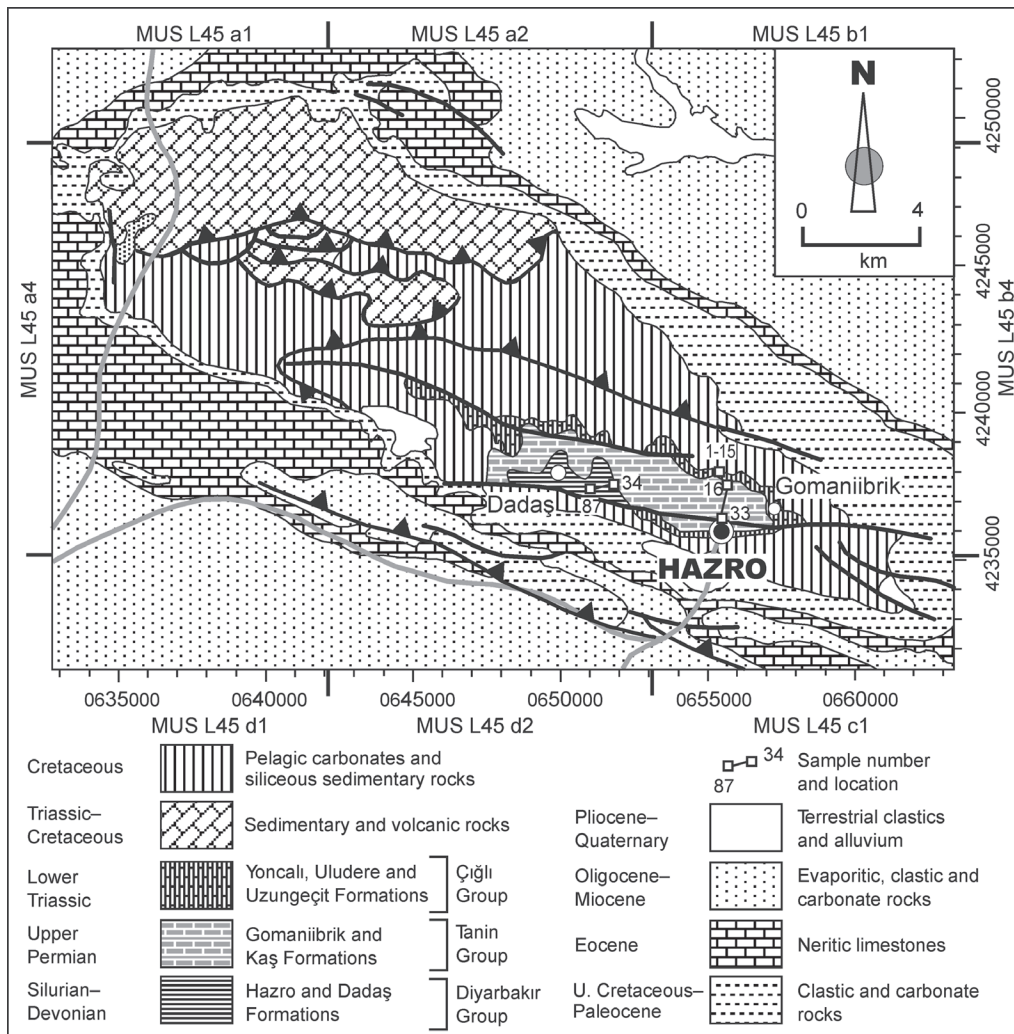 MUS L45 a1
MUS L45 a2
MUS L45 b1
N
0 4
km
4250000
4245000
4240000
4235000
MUS L45 a4
MUS L45 b4
1-15
16
Gomaniibrik
34
87
Dadaş
33
HAZRO
0635000 0640000 0645000 0650000 0655000 0660000
MUS L45 d1
MUS L45 d2
MUS L45 c1
Cretaceous
Pelagic carbonates and
siliceous sedimentary rocks
Triassic–
Cretaceous
Sedimentary and volcanic rocks
Lower
Triassic
Yoncalı, Uludere and
Uzungeçit Formations
Çığlı
Group
Upper
Permian
Gomaniibrik and
Kaş Formations
Tanin
Group
Silurian–
Devonian
Hazro and Dadaş
Formations
Diyarbakır
Group
87
34
Sample number
and location
Pliocene–
Quaternary
Terrestrial clastics
and alluvium
Oligocene–
Miocene
Evaporitic, clastic and
carbonate rocks
Eocene
Neritic limestones
U. Cretaceous–
Paleocene
Clastic and carbonate
rocks